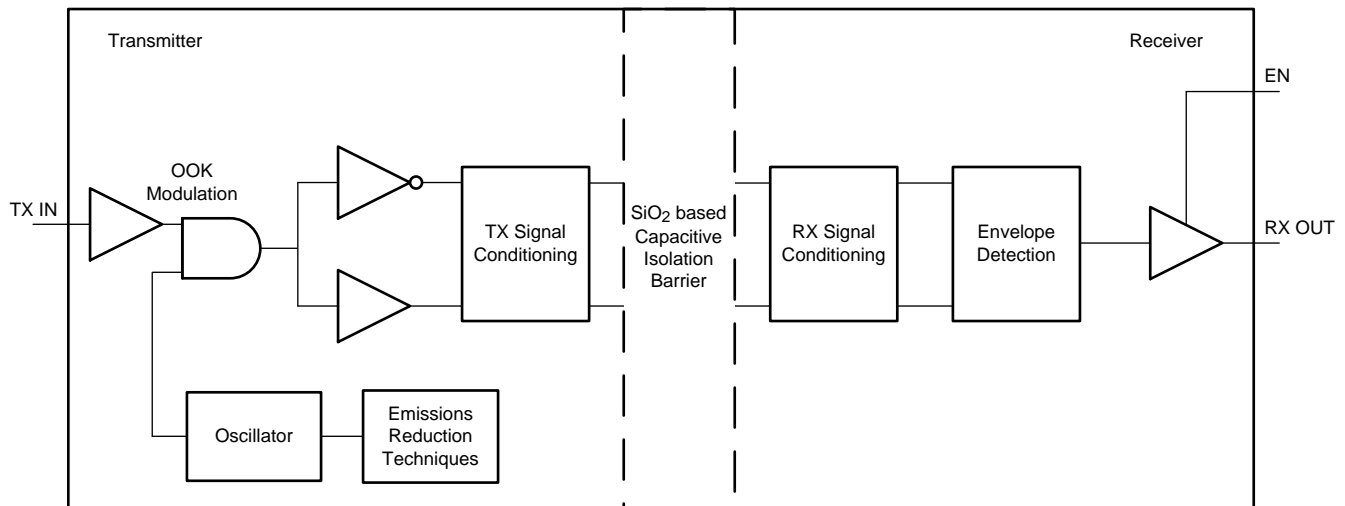 Transmitter
Receiver
EN
OOK
Modulation
TX IN
TX Signal
Conditioning
SiO2 based
Capacitive
Isolation
Barrier
RX Signal
Conditioning
Envelope
Detection
RX OUT
Oscillator
Emissions
Reduction
Techniques